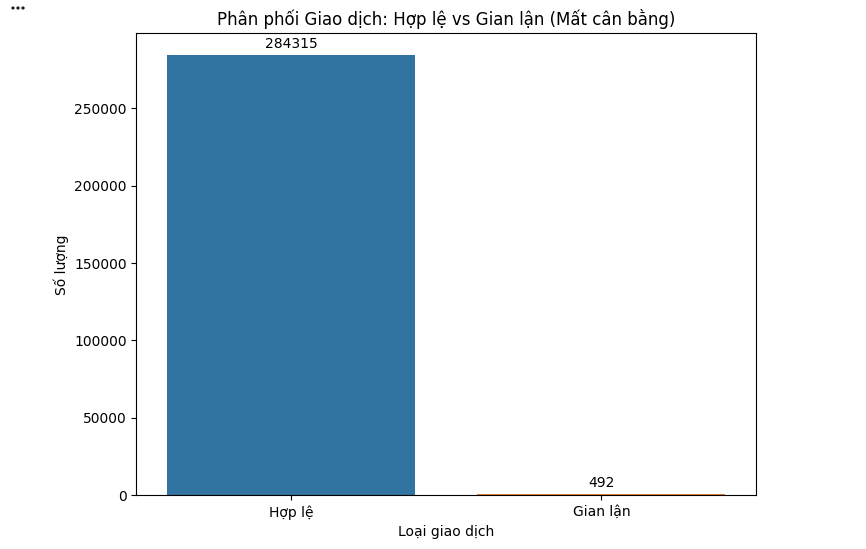 Phân phối Giao dịch: Hợp lệ vs Gian lận (Mất cân bằng)
284315
250000
200000
150000
100000
50000
0
Số lượng
492
Hợp lệ
Gian lận
Loại giao dịch